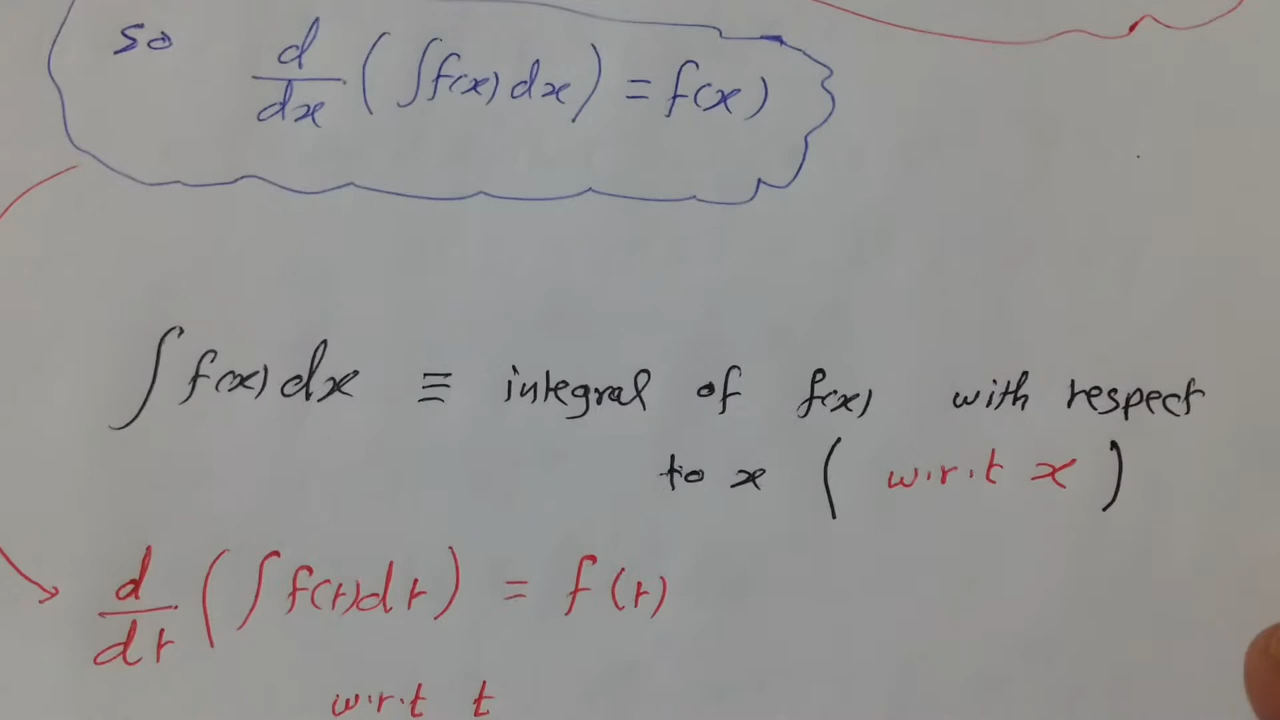 so d/dx (∫f(x) dx) = f(x)
∫ f(x) dx ≡ integral of f(x) with respect
to x ( w.r.t x )
d/dt (∫ f(t) dt) = f(t)
w.r.t t